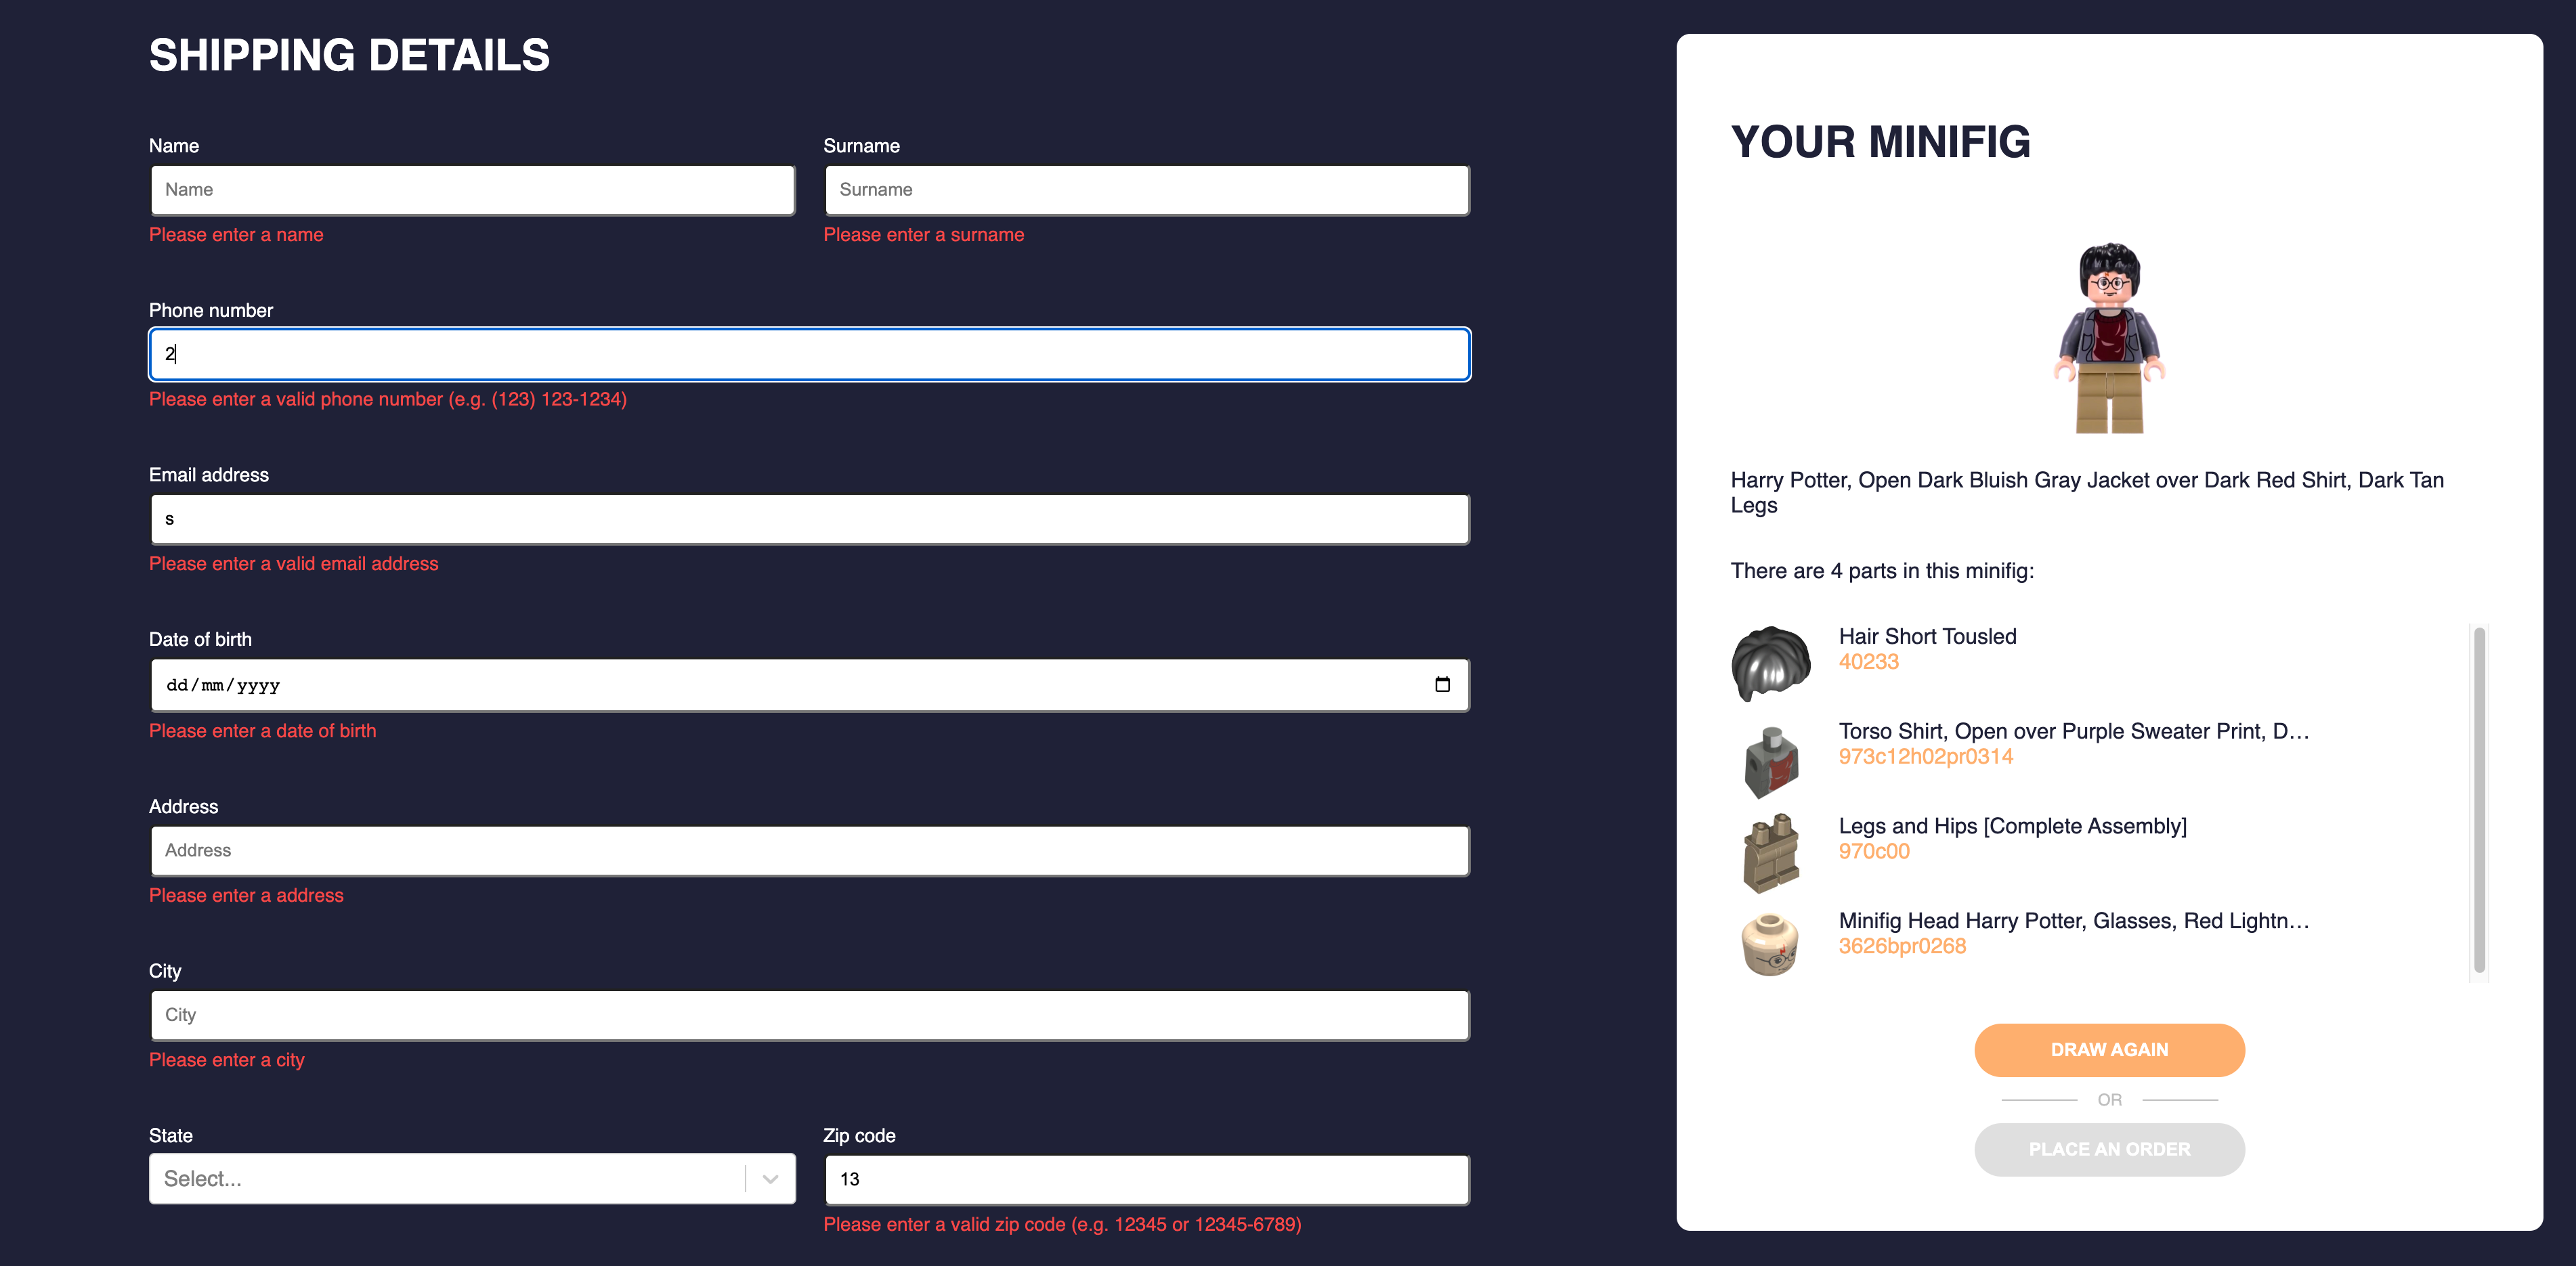 SHIPPING DETAILS
Name
Surname
Name
Surname
Please enter a name
Please enter a surname
Phone number
2
Please enter a valid phone number (e.g. (123) 123-1234)
Email address
s
Please enter a valid email address
Date of birth
dd/mm/yyyy
Please enter a date of birth
Address
Address
Please enter a address
City
City
Please enter a city
State
Zip code
Select...
13
Please enter a valid zip code (e.g. 12345 or 12345-6789)
YOUR MINIFIG
Harry Potter, Open Dark Bluish Gray Jacket over Dark Red Shirt, Dark Tan
Legs
There are 4 parts in this minifig:
Hair Short Tousled
40233
Torso Shirt, Open over Purple Sweater Print, D...
973c12h02pr0314
Legs and Hips [Complete Assembly]
970c00
Minifig Head Harry Potter, Glasses, Red Lightn...
3626bpr0268
DRAW AGAIN
OR
PLACE AN ORDER